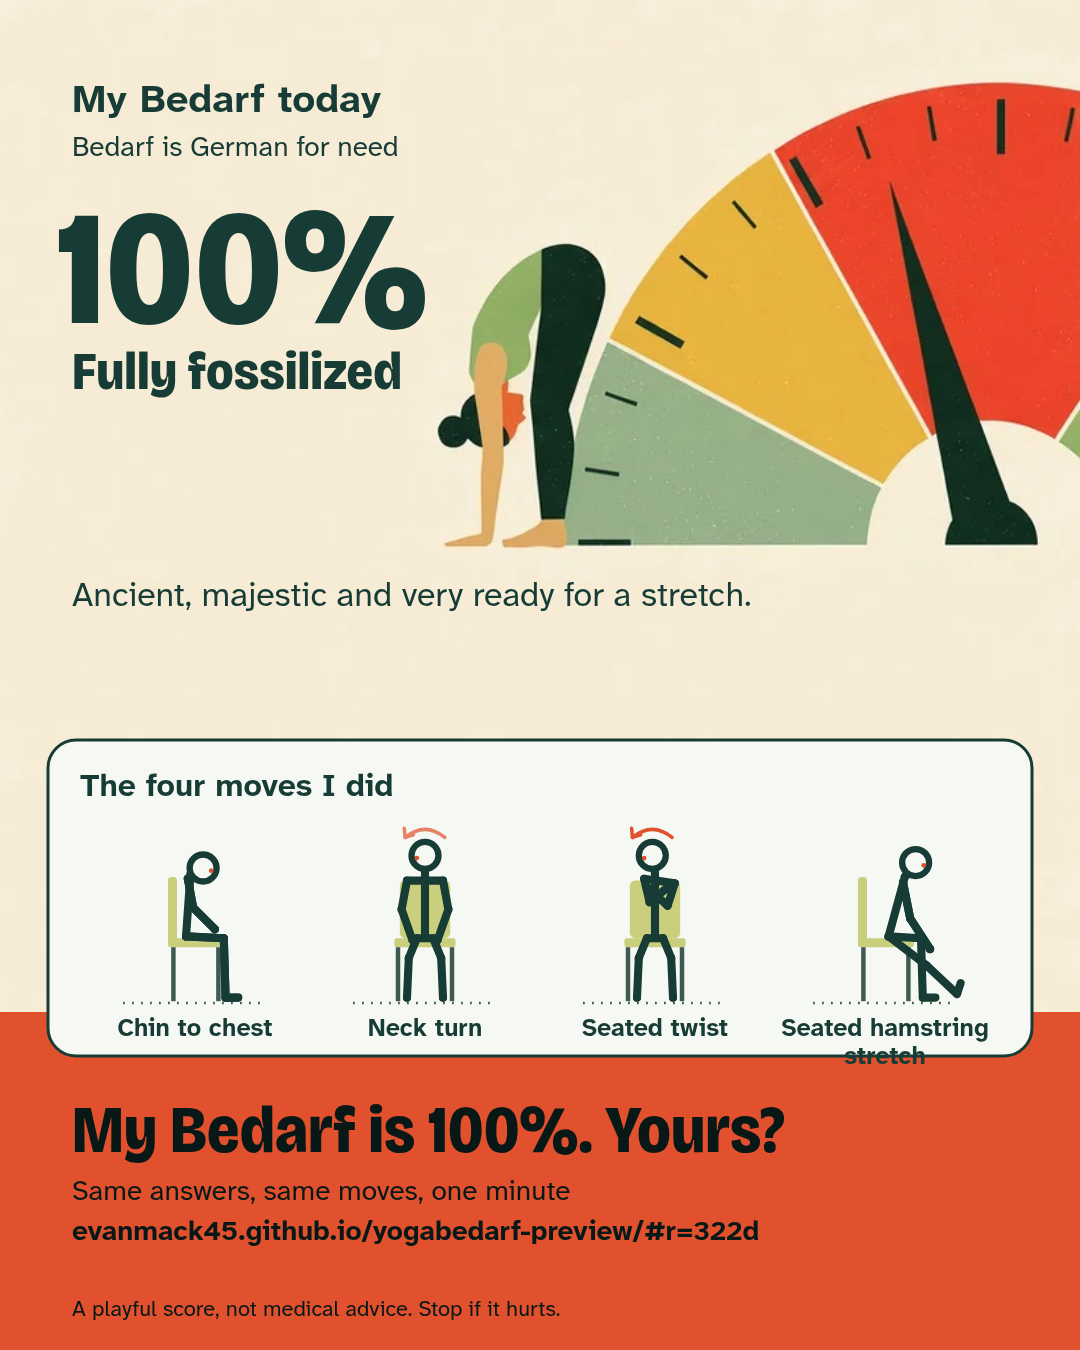 My Bedarf today
Bedarf is German for need
100%
Fully fossilized
Ancient, majestic and very ready for a stretch.
The four moves I did
Chin to chest
Neck turn
Seated twist
Seated hamstring
stretch
My Bedarf is 100%. Yours?
Same answers, same moves, one minute
evanmack45.github.io/yogabedarf-preview/#r=322d
A playful score, not medical advice. Stop if it hurts.